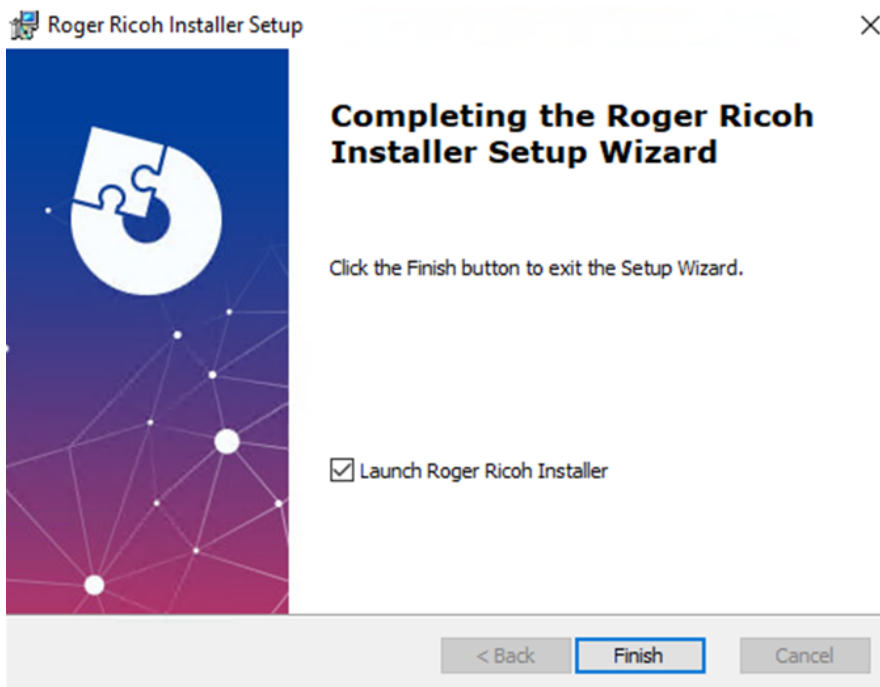 Roger Ricoh Installer Setup
Completing the Roger Ricoh
Installer Setup Wizard
Click the Finish button to exit the Setup Wizard.
Launch Roger Ricoh Installer
< Back Finish Cancel